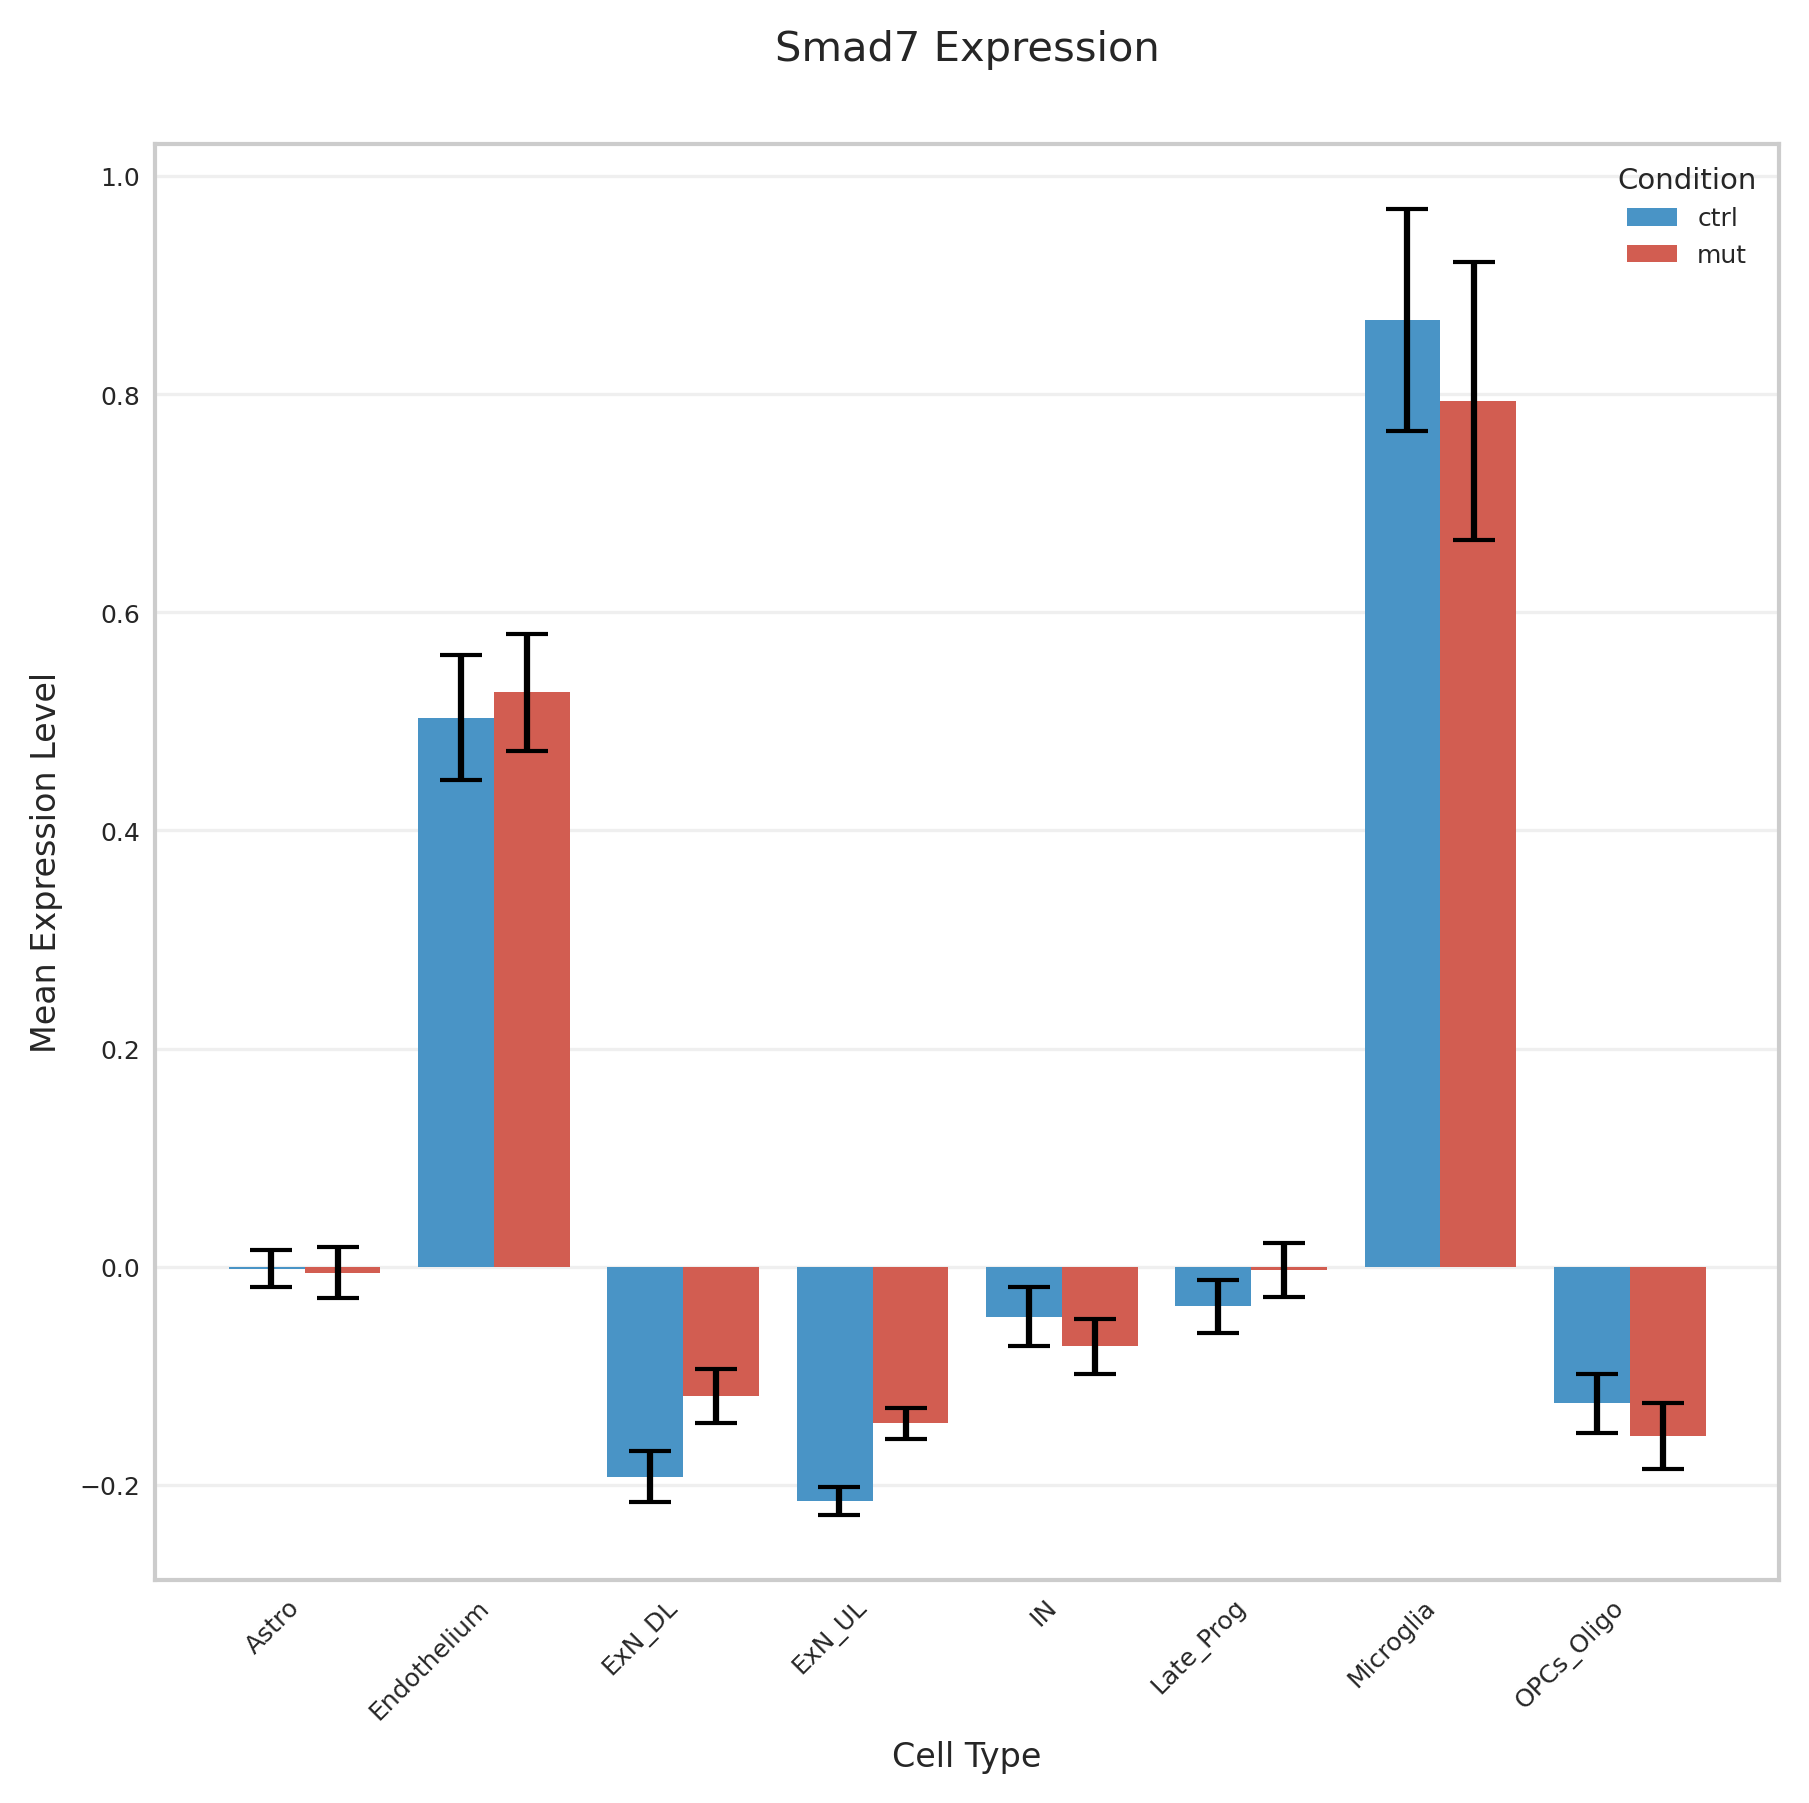 Smad7 Expression
Condition
ctrl
mut
Mean Expression Level
1.0
0.8
0.6
0.4
0.2
0.0
−0.2
Astro
Endothelium
ExN_DL
ExN_UL
IN
Late_Prog
Microglia
OPCs_Oligo
Cell Type